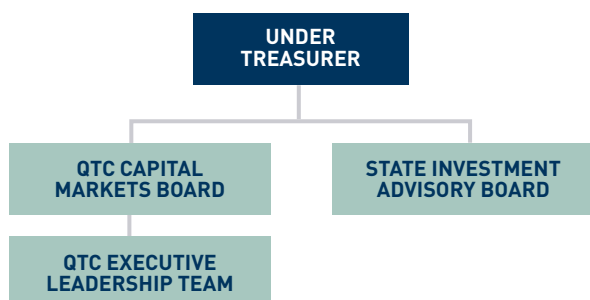 UNDER
TREASURER
QTC CAPITAL
MARKETS BOARD
STATE INVESTMENT
ADVISORY BOARD
QTC EXECUTIVE
LEADERSHIP TEAM